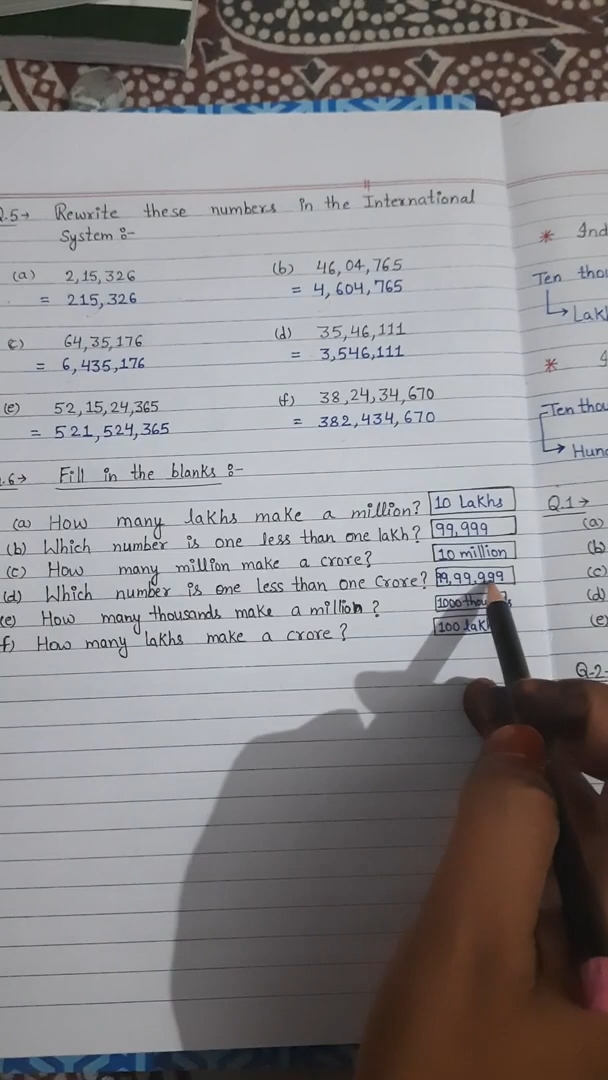 Q.5→ Rewrite these numbers in the International
System :-
(a) 2,15,326 (b) 46,04,765
= 215,326 = 4,604,765
(c) 64,35,176 (d) 35,46,111
= 6,435,176 = 3,546,111
(e) 52,15,24,365 (f) 38,24,34,670
= 521,524,365 = 382,434,670
.6→ Fill in the blanks :-
(a) How many lakhs make a million? 10 Lakhs
(b) Which number is one less than one lakh? 99,999
(c) How many million make a crore? 10 million
(d) Which number is one less than one Crore? 99,99,999
(e) How many thousands make a million?
(f) How many lakhs make a crore? 100
* Ind
Ten
* 
Ten
Q.1→
(a)
(b)
(c)
(d)
(e)
Q-2-